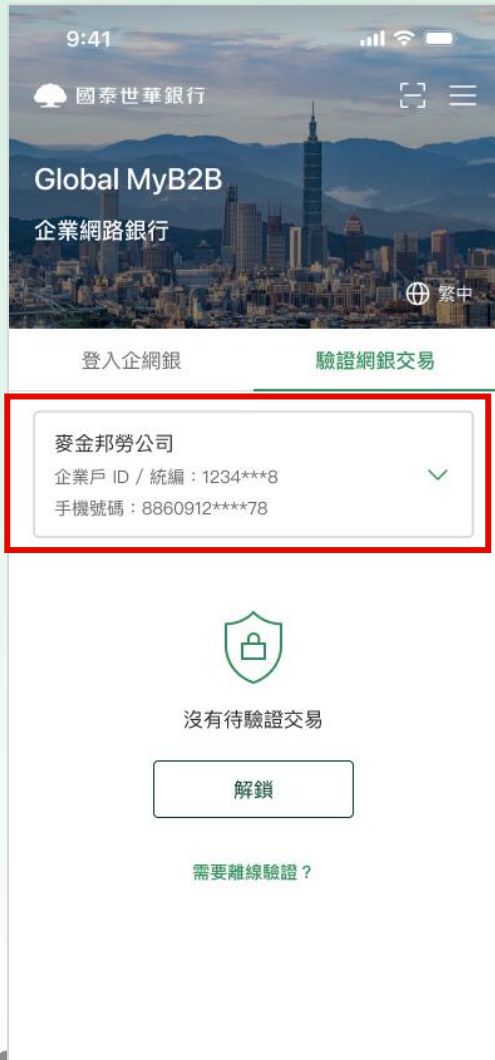 9:41
國泰世華銀行
Global MyB2B
企業網路銀行
繁中
登入企網銀
驗證網銀交易
麥金邦勞公司
企業戶 ID / 統編：1234***8
手機號碼：8860912****78
沒有待驗證交易
解鎖
需要離線驗證？